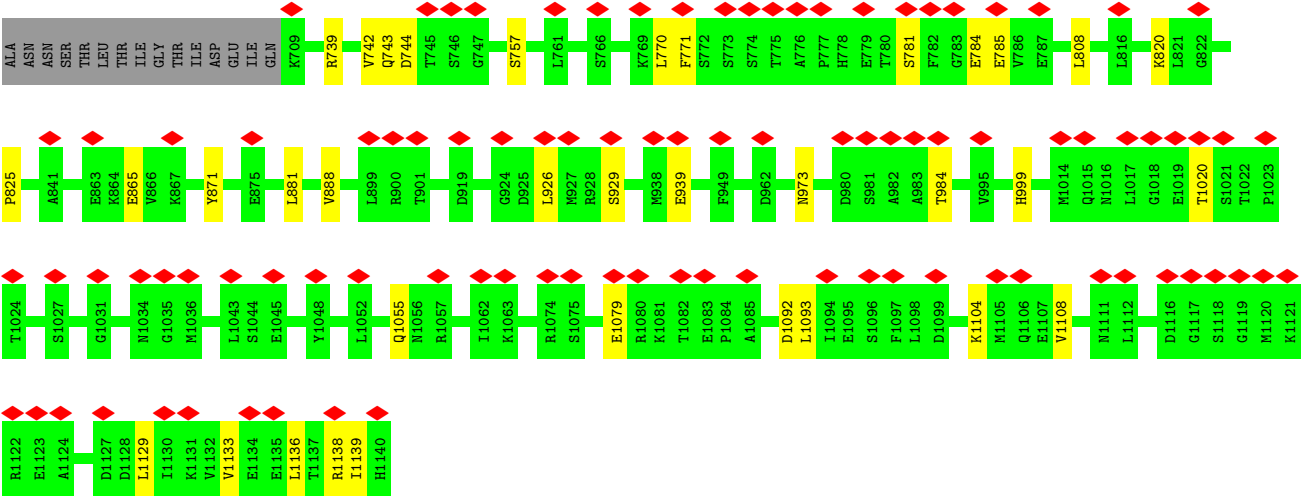 ALA ASN ASN SER THR LEU THR ILE GLY THR ILE ASP GLU ILE GLN K709 R739 V742 Q743 D744 T745 S746 G747 S757 L761 S766 K769 L770 F771 S772 S773 S774 T775 A776 P777 H778 E779 T780 S781 F782 G783 E784 E785 V786 E787 L808 L816 K820 L821 G822
P825 A841 E863 K864 E865 V866 K867 Y871 E875 L881 V888 L899 R900 T901 D919 G924 D925 L926 M927 R928 S929 M938 E939 F949 D962 N973 D980 S981 A982 A983 T984 V995 H999 M1014 Q1015 N1016 L1017 G1018 E1019 T1020 S1021 T1022 P1023
T1024 S1027 G1031 N1034 G1035 M1036 L1043 S1044 E1045 Y1048 L1052 Q1055 N1056 R1057 I1062 K1063 R1074 S1075 E1079 R1080 K1081 T1082 E1083 P1084 A1085 D1092 L1093 I1094 E1095 S1096 F1097 L1098 D1099 K1104 M1105 Q1106 E1107 V1108 N1111 L1112 D1116 G1117 S1118 G1119 M1120 K1121
R1122 E1123 A1124 D1127 D1128 L1129 I1130 K1131 V1132 V1133 E1134 E1135 L1136 T1137 R1138 I1139 H1140